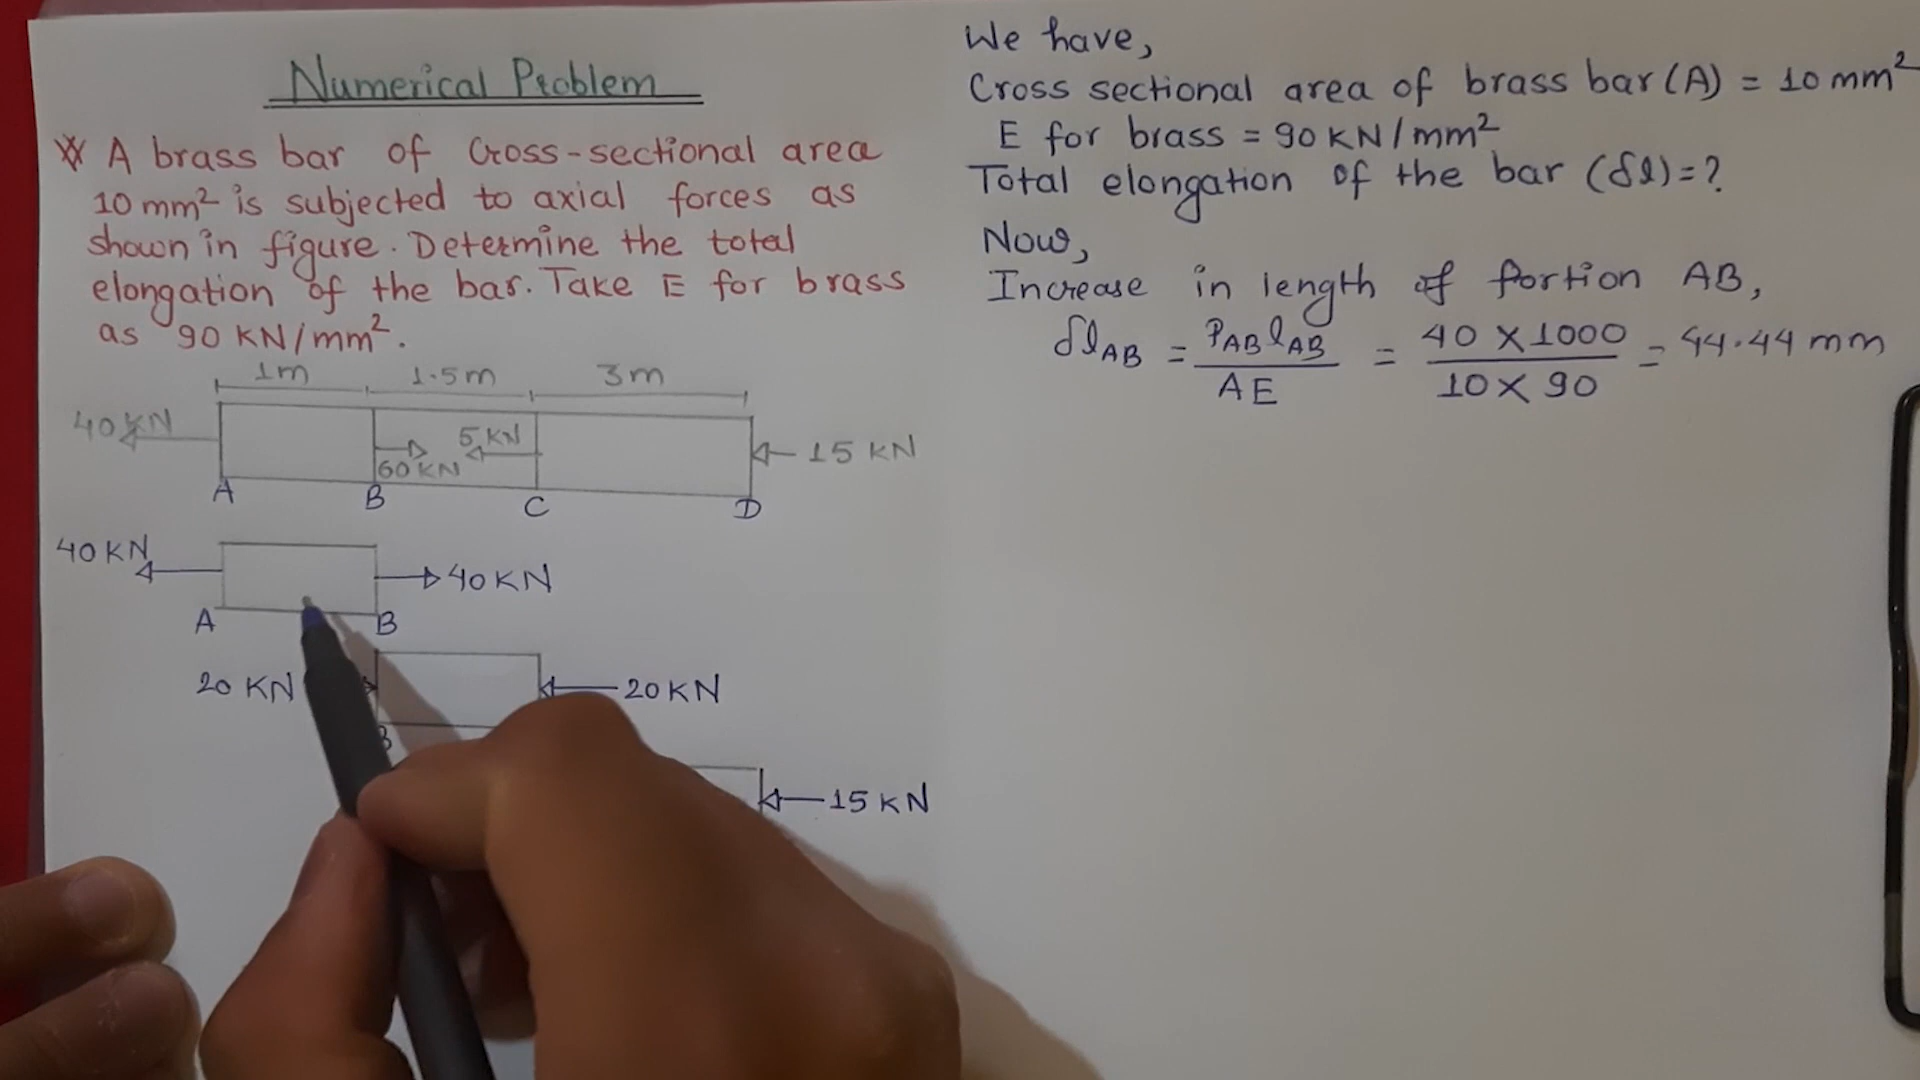 Numerical Problem
* A brass bar of Cross-sectional area
10 mm² is subjected to axial forces as
shown in figure. Determine the total
elongation of the bar. Take E for brass
as 90 KN/mm².
1m 1.5m 3m
40 KN 60 KN 5 KN 15 KN
A B C D
40 KN 40 KN
A B
20 KN 20 KN
B
15 KN
We have,
Cross sectional area of brass bar (A) = 10 mm²
E for brass = 90 KN/mm²
Total elongation of the bar (δl) = ?
Now,
Increase in length of portion AB,
δlAB = PAB lAB / AE = 40 X 1000 / 10 X 90 = 44.44 mm